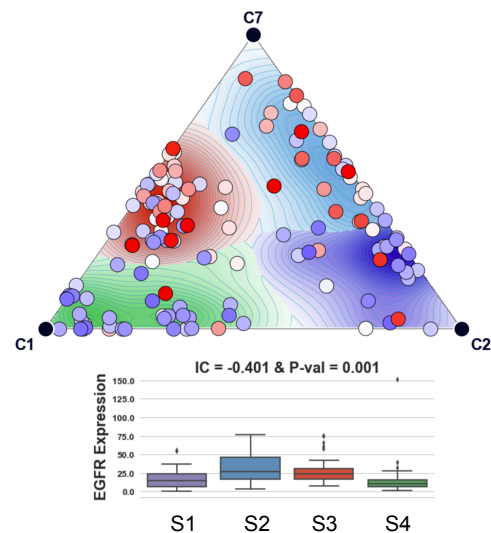 C7
C1
C2
IC = -0.401 & P-val = 0.001
EGFR Expression
150.0
125.0
100.0
75.0
50.0
25.0
0.0
S1 S2 S3 S4